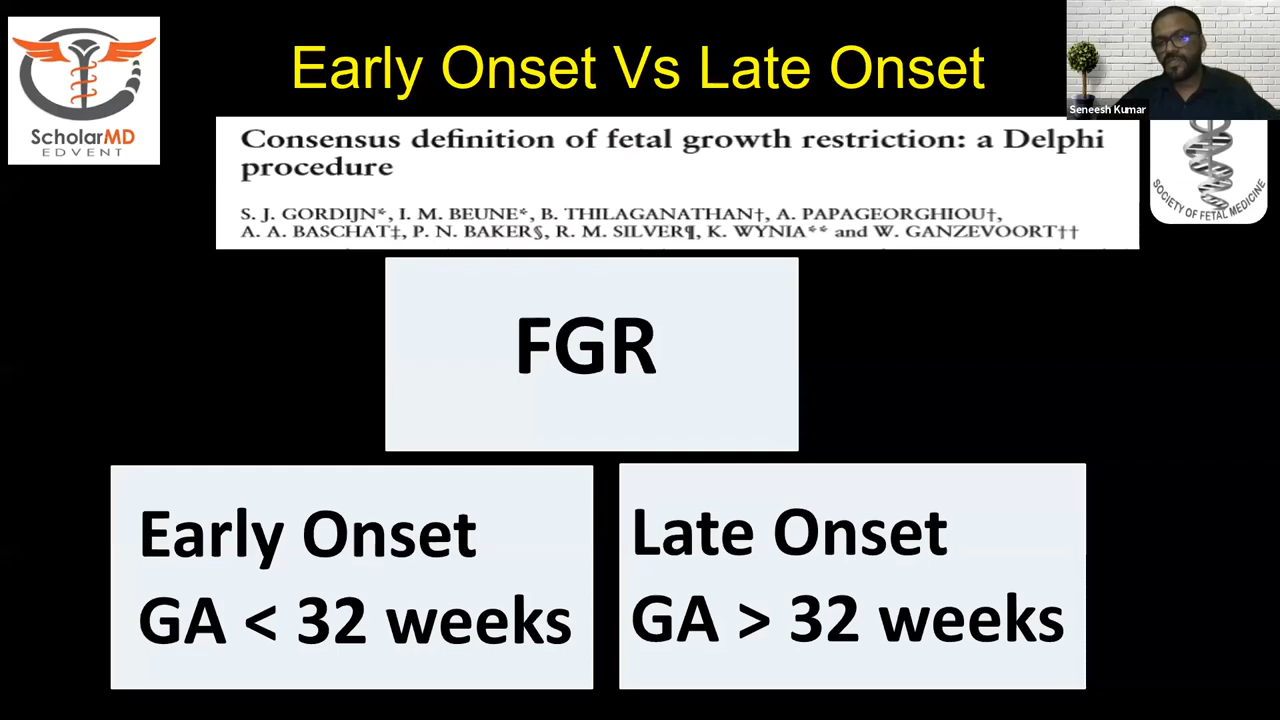 ScholarMD
EDVENT
Early Onset Vs Late Onset
Seneesh Kumar
SOCIETY OF FETAL MEDICINE
Consensus definition of fetal growth restriction: a Delphi
procedure
S. J. GORDIJN*, I. M. BEUNE*, B. THILAGANATHAN†, A. PAPAGEORGHIOU†,
A. A. BASCHAT‡, P. N. BAKER§, R. M. SILVER¶, K. WYNIA** and W. GANZEVOORT††
FGR
Early Onset
GA < 32 weeks
Late Onset
GA > 32 weeks